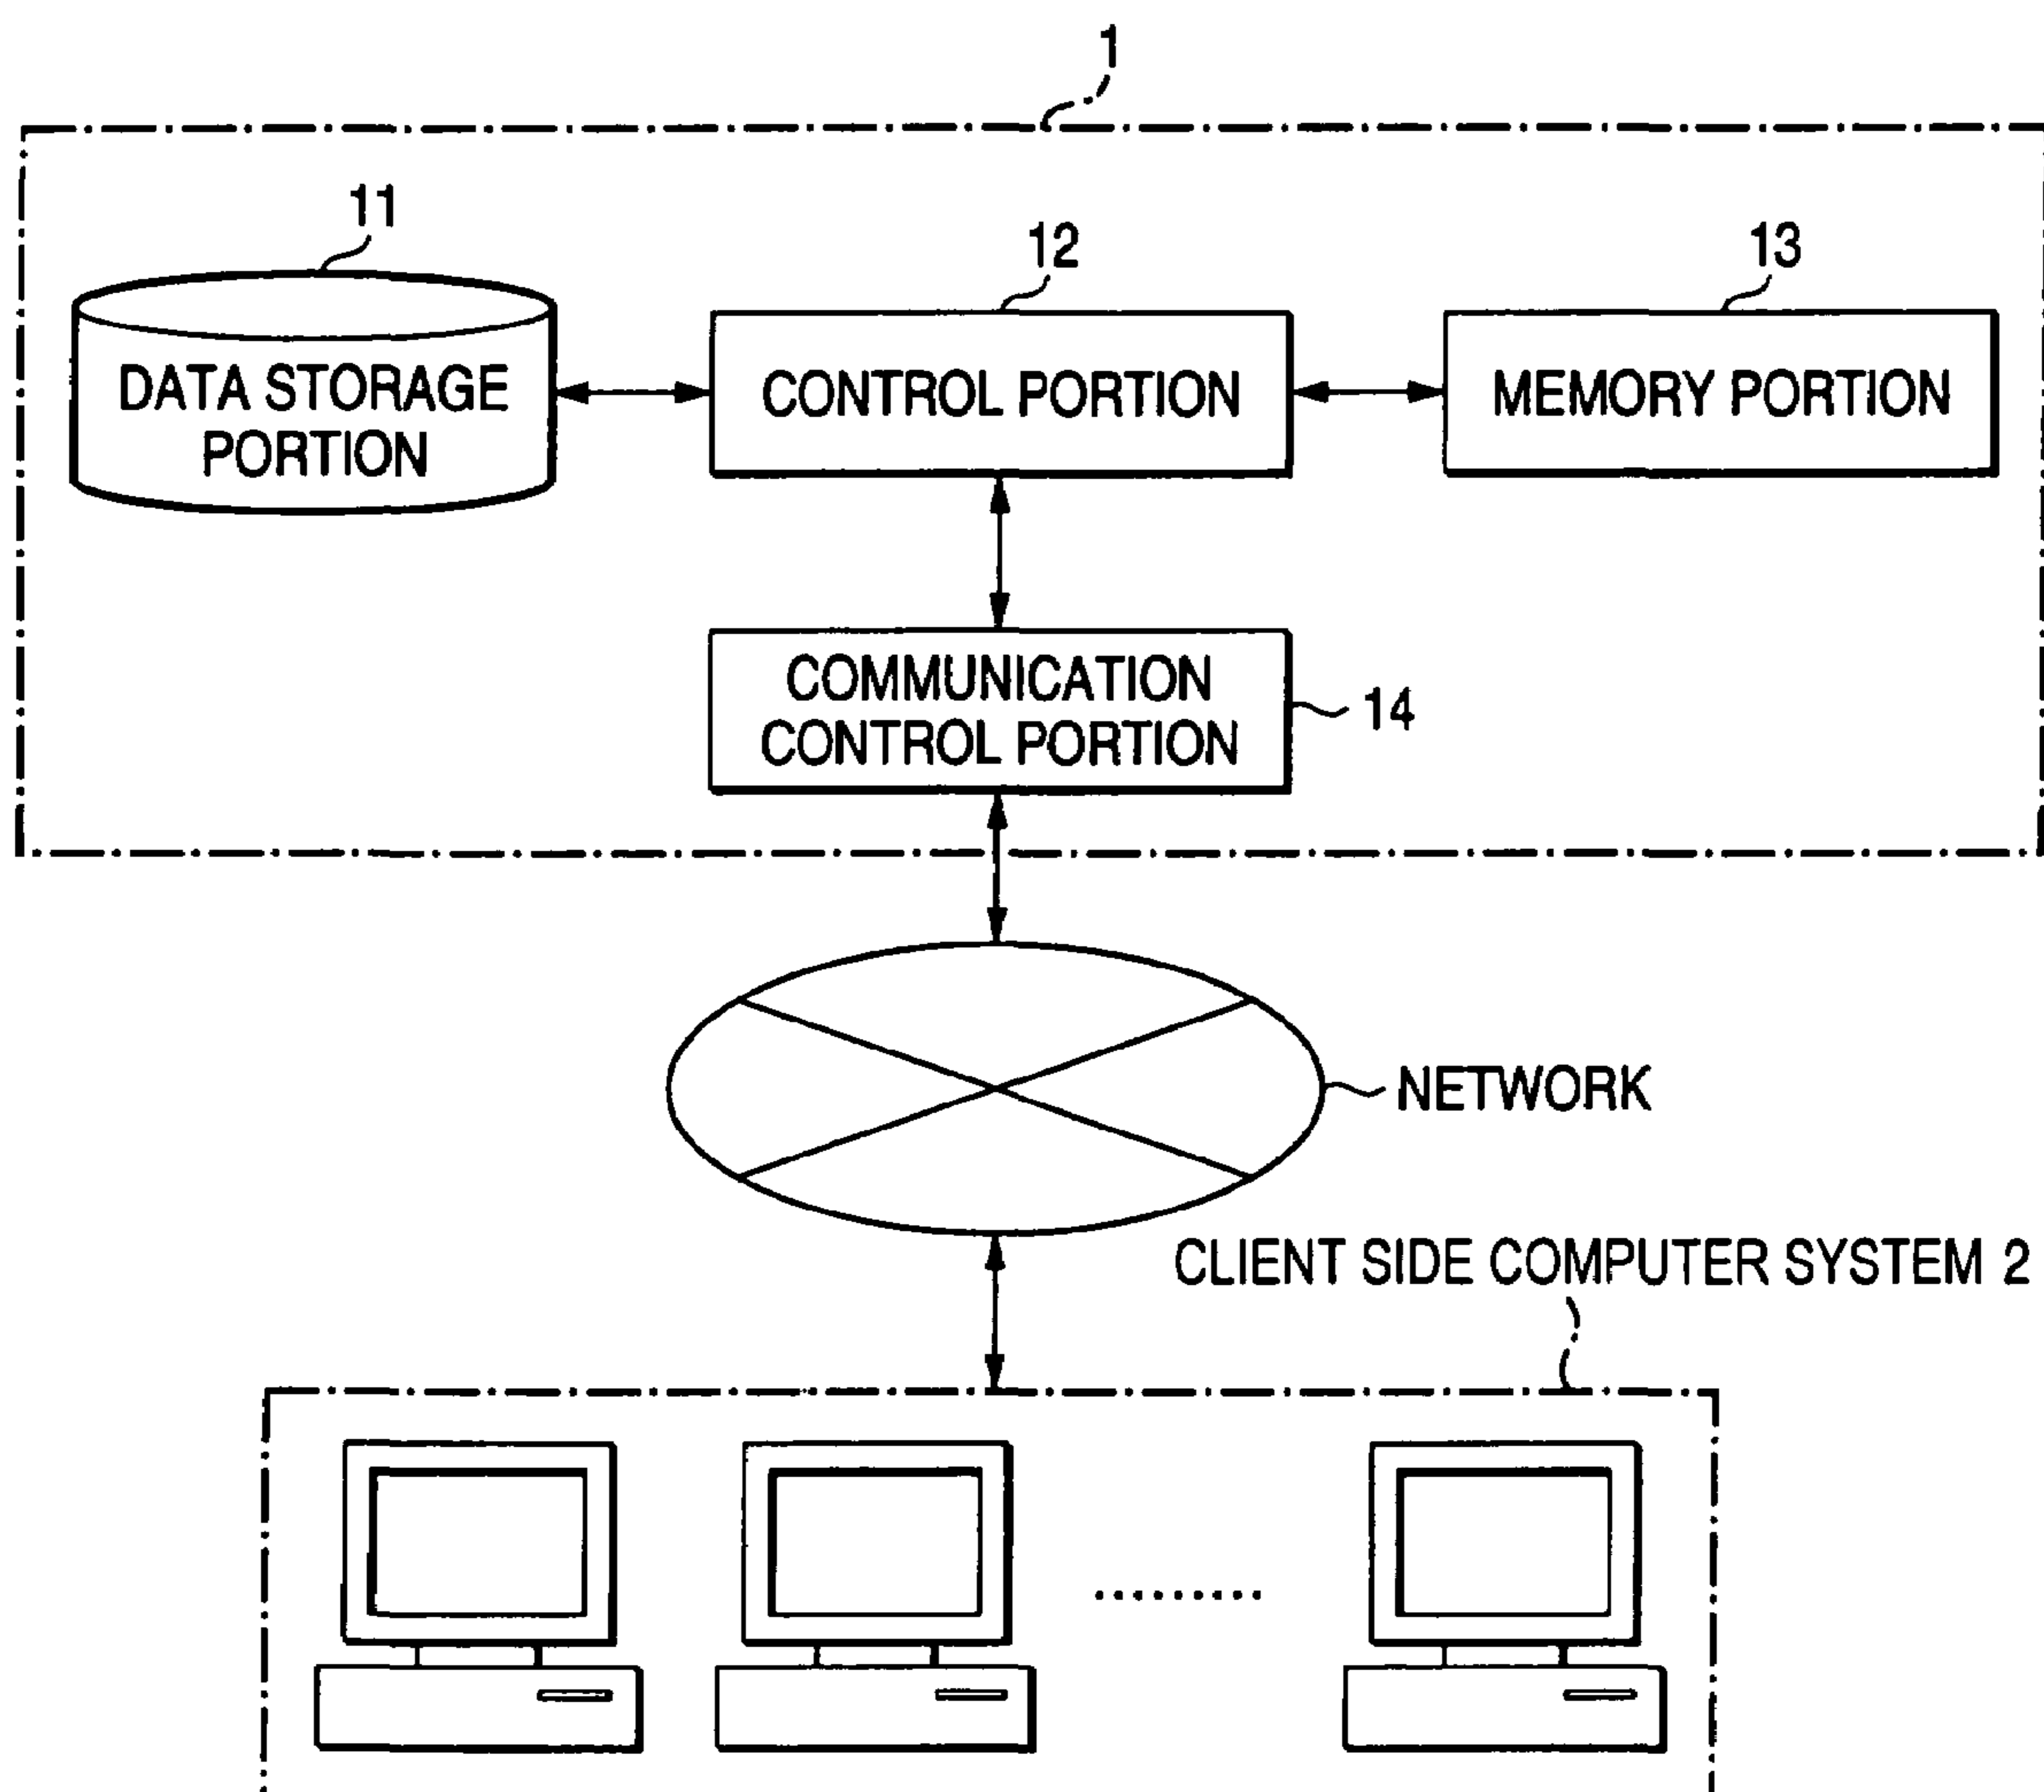 1
11
12
13
DATA STORAGE
PORTION
CONTROL PORTION
MEMORY PORTION
COMMUNICATION
CONTROL PORTION
14
NETWORK
CLIENT SIDE COMPUTER SYSTEM 2